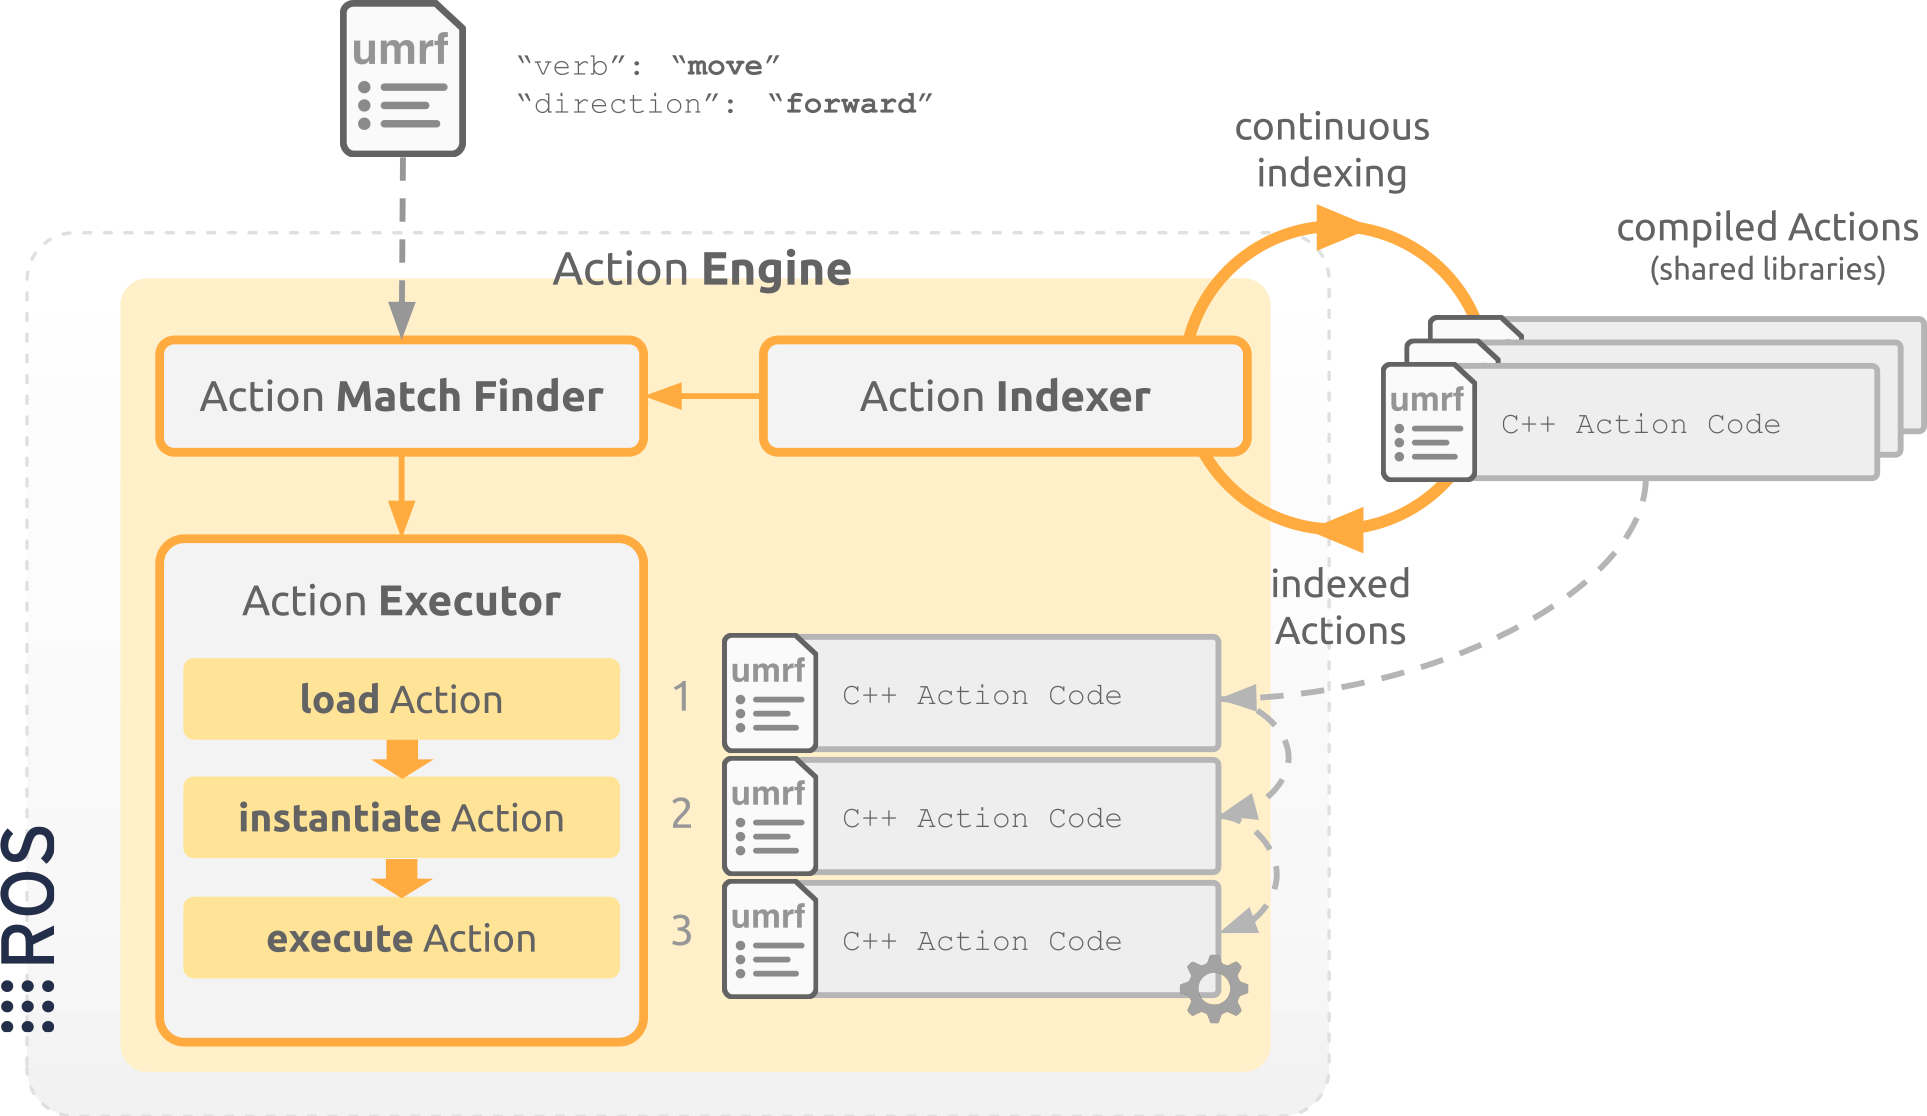 umrf
“verb”: “move”
“direction”: “forward”
continuous
indexing
compiled Actions
(shared libraries)
Action Engine
Action Match Finder
Action Indexer
umrf
C++ Action Code
indexed
Actions
Action Executor
load Action
instantiate Action
execute Action
1
umrf
C++ Action Code
2
umrf
C++ Action Code
3
umrf
C++ Action Code
ROS